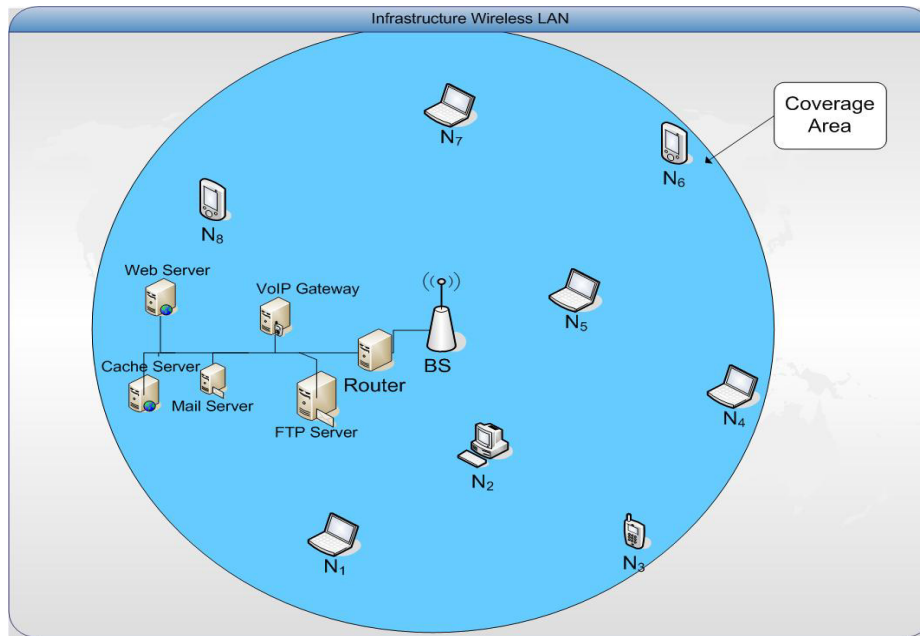 Infrastructure Wireless LAN
Coverage
Area
N7
N6
N8
Web Server
VoIP Gateway
N5
BS
Cache Server
Router
Mail Server
N4
FTP Server
N2
N1
N3